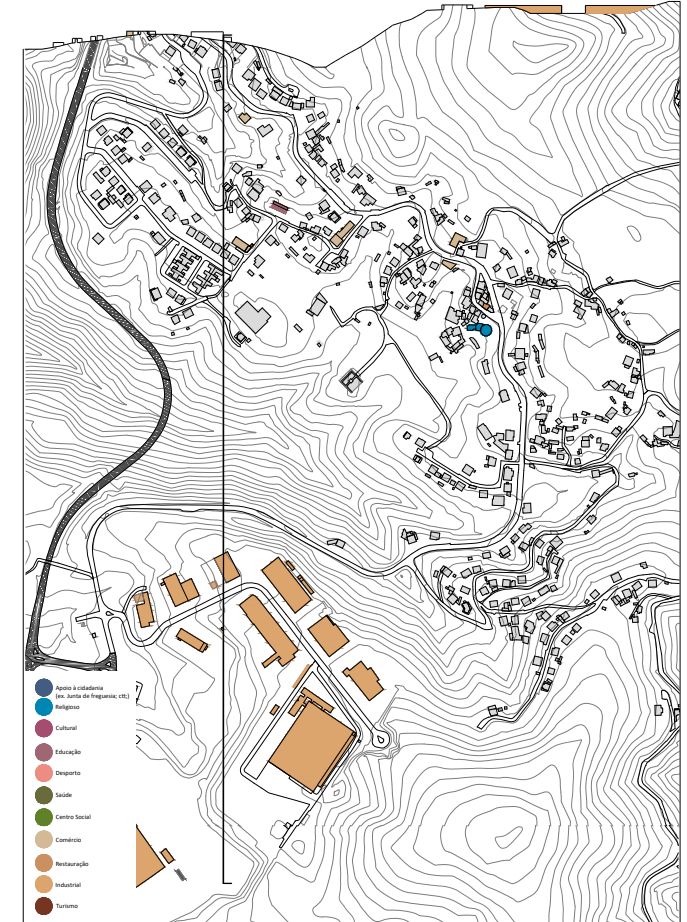 Apoio à cidadania
(ex. Junta de freguesia; ctt;)
Religioso
Cultural
Educação
Desporto
Saúde
Centro Social
Comércio
Restauração
Industrial
Turismo